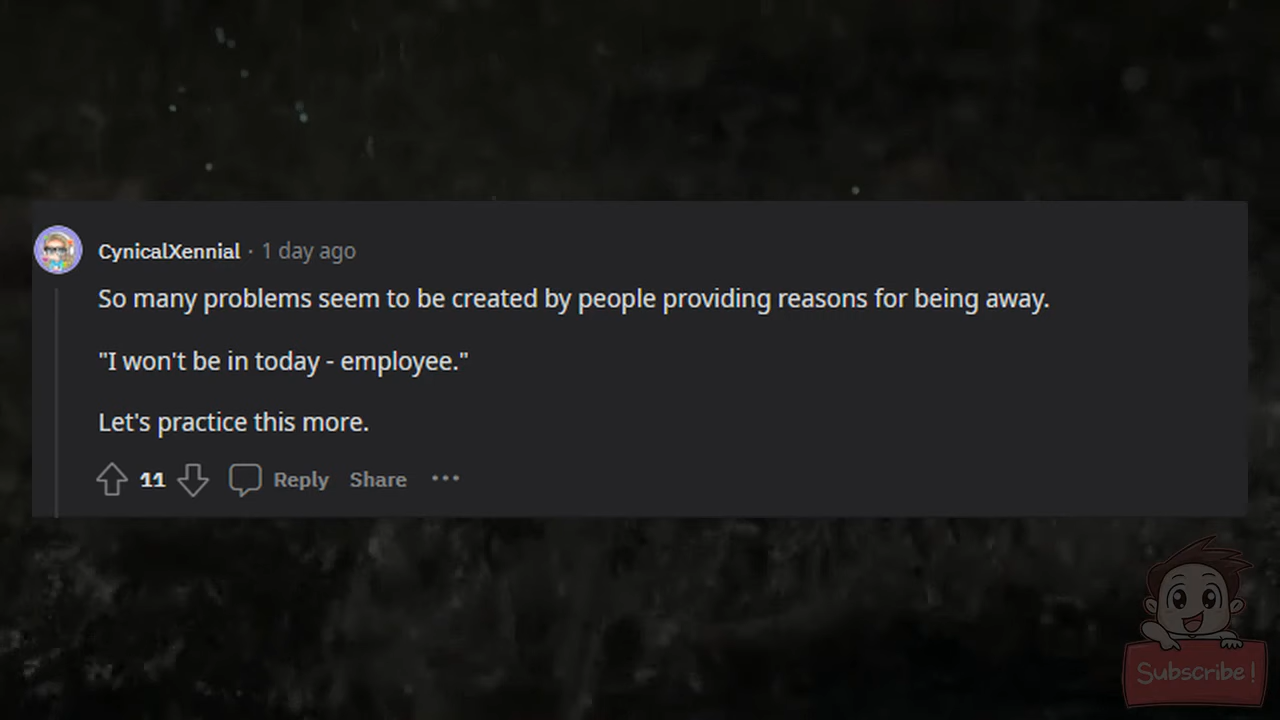 CynicalXennial · 1 day ago
So many problems seem to be created by people providing reasons for being away.
"I won't be in today - employee."
Let's practice this more.
11 Reply Share ···
Subscribe!